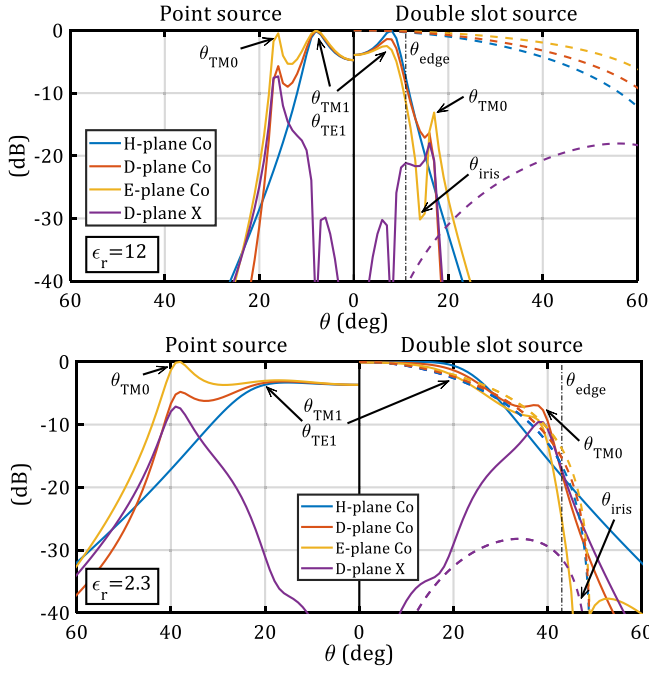 Point source
Double slot source
0
-10
-20
-30
-40
(dB)
θTM0
θTM1
θTE1
θedge
θTM0
θiris
H-plane Co
D-plane Co
E-plane Co
D-plane X
ϵr=12
60 40 20 0 20 40 60
θ (deg)
Point source
Double slot source
0
-10
-20
-30
-40
(dB)
θTM0
θTM1
θTE1
θedge
θTM0
θiris
H-plane Co
D-plane Co
E-plane Co
D-plane X
ϵr=2.3
60 40 20 0 20 40 60
θ (deg)